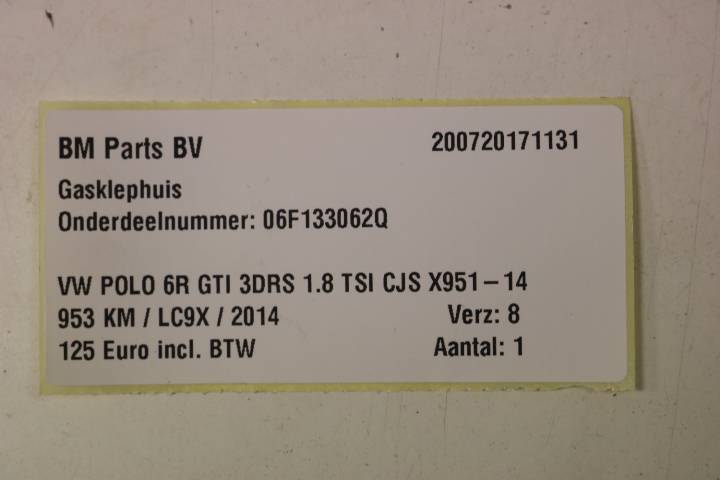 BM Parts BV 200720171131
Gasklephuis
Onderdeelnummer: 06F133062Q
VW POLO 6R GTI 3DRS 1.8 TSI CJS X951-14
953 KM / LC9X / 2014 Verz: 8
125 Euro incl. BTW Aantal: 1